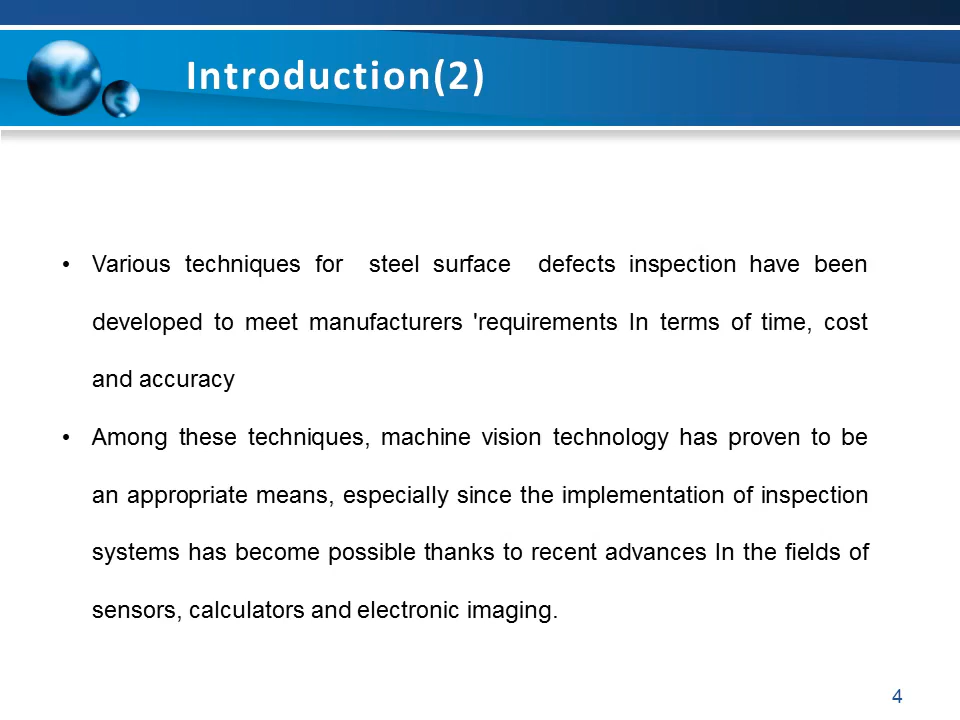 Introduction(2)
• Various techniques for steel surface defects inspection have been
developed to meet manufacturers 'requirements In terms of time, cost
and accuracy
• Among these techniques, machine vision technology has proven to be
an appropriate means, especially since the implementation of inspection
systems has become possible thanks to recent advances In the fields of
sensors, calculators and electronic imaging.
4